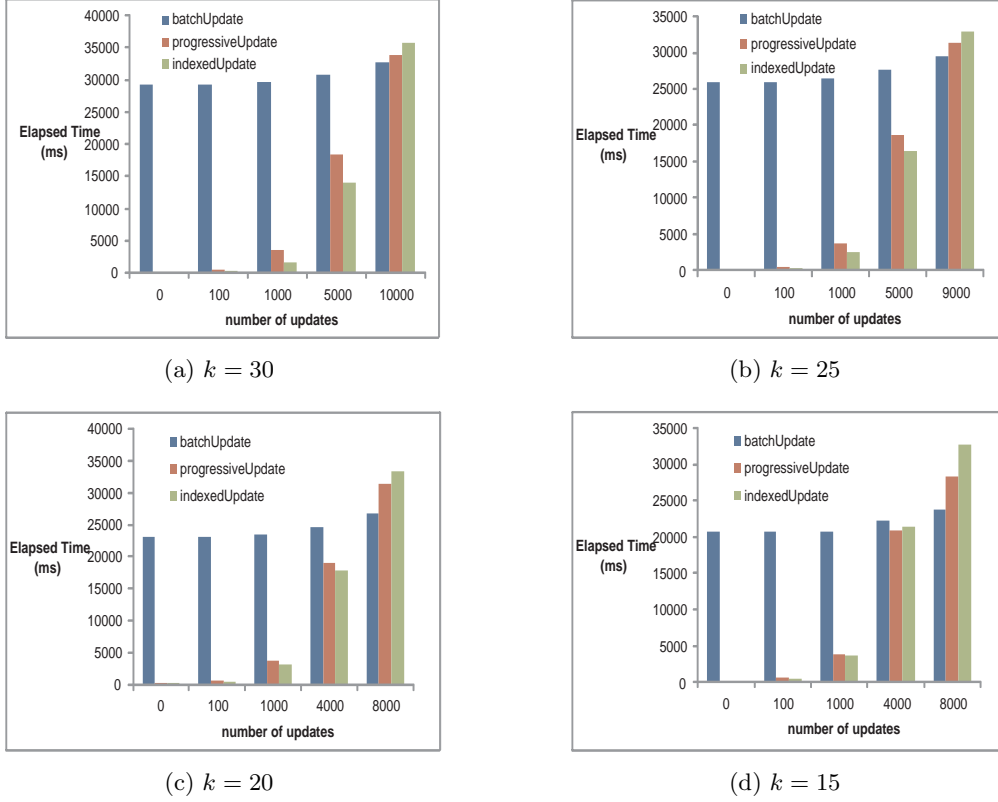 40000
35000
30000
25000
20000
15000
10000
5000
0
Elapsed Time
(ms)
batchUpdate
progressiveUpdate
indexedUpdate
0 100 1000 5000 10000
number of updates
(a) k = 30
35000
30000
25000
20000
15000
10000
5000
0
Elapsed Time
(ms)
batchUpdate
progressiveUpdate
indexedUpdate
0 100 1000 5000 9000
number of updates
(b) k = 25
40000
35000
30000
25000
20000
15000
10000
5000
0
Elapsed Time
(ms)
batchUpdate
progressiveUpdate
indexedUpdate
0 100 1000 4000 8000
number of updates
(c) k = 20
35000
30000
25000
20000
15000
10000
5000
0
Elapsed Time
(ms)
batchUpdate
progressiveUpdate
indexedUpdate
0 100 1000 4000 8000
number of updates
(d) k = 15